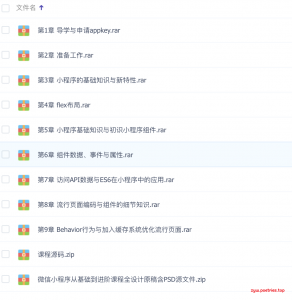 文件名 ↑
第1章 导学与申请appkey.rar
第2章 准备工作.rar
第3章 小程序的基础知识与新特性.rar
第4章 flex布局.rar
第5章 小程序基础知识与初识小程序组件.rar
第6章 组件数据、事件与属性.rar
第7章 访问API数据与ES6在小程序中的应用.rar
第8章 流行页面编码与组件的细节知识.rar
第9章 Behavior行为与加入缓存系统优化流行页面.rar
课程源码.zip
微信小程序从基础到进阶课程全设计原稿含PSD源文件.zip